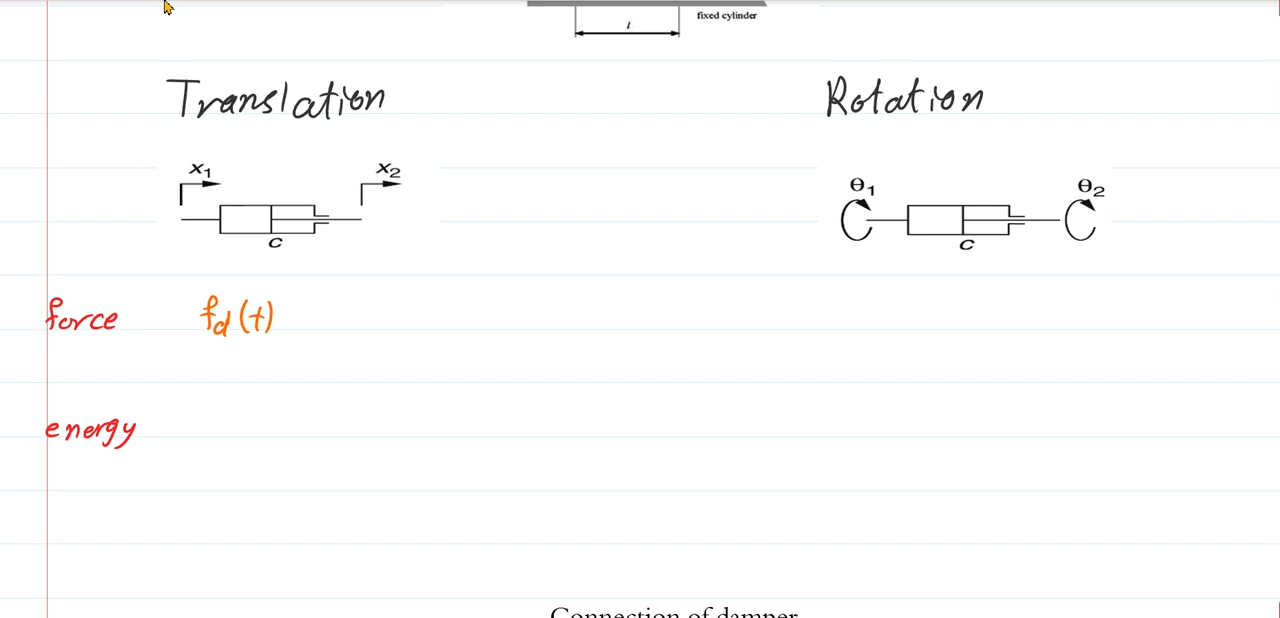 l
fixed cylinder
Translation
Rotation
x1
x2
c
θ1
θ2
c
force fd(t)
energy
Connection of damper